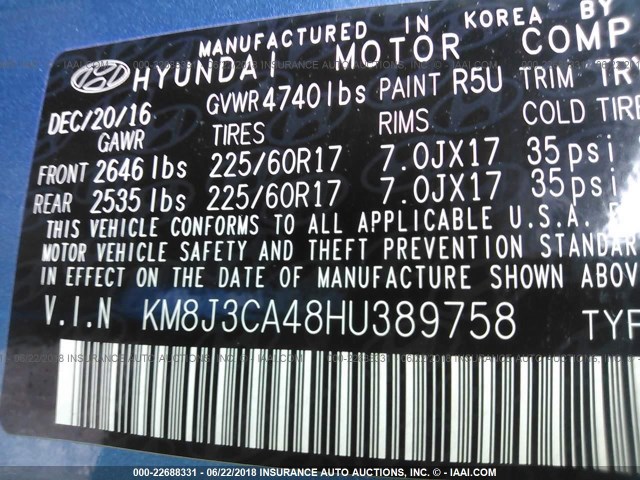 MANUFACTURED IN KOREA BY
HYUNDAI MOTOR COMP
DEC/20/16 GVWR 4740lbs PAINT R5U TRIM TR
GAWR TIRES RIMS COLD TIRE
FRONT 2646 lbs 225/60R17 7.0JX17 35psi
REAR 2535 lbs 225/60R17 7.0JX17 35psi
THIS VEHICLE CONFORMS TO ALL APPLICABLE U.S.A.
MOTOR VEHICLE SAFETY AND THEFT PREVENTION STANDAR
IN EFFECT ON THE DATE OF MANUFACTURE SHOWN ABOV
V.I.N KM8J3CA48HU389758 TYP
000-22688331 - 06/22/2018 INSURANCE AUTO AUCTIONS © - IAAI.COM